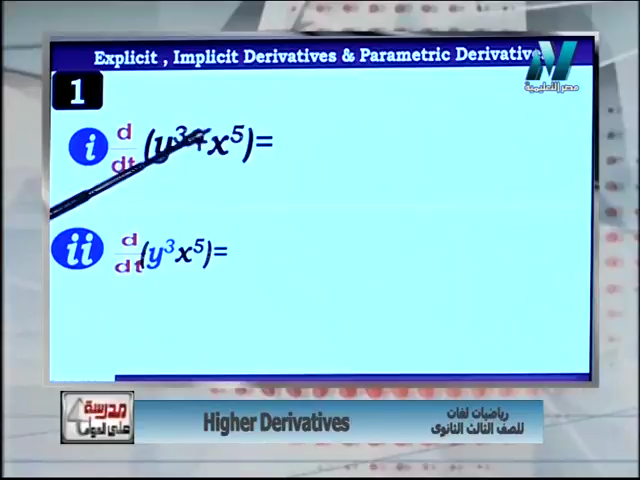 Explicit , Implicit Derivatives & Parametric Derivative
مصر التعليمية
1
i d/dt (y³+x⁵)=
ii d/dt (y³x⁵)=
مدرسة
على الهواء
Higher Derivatives
رياضيات لغات
للصف الثالث الثانوى